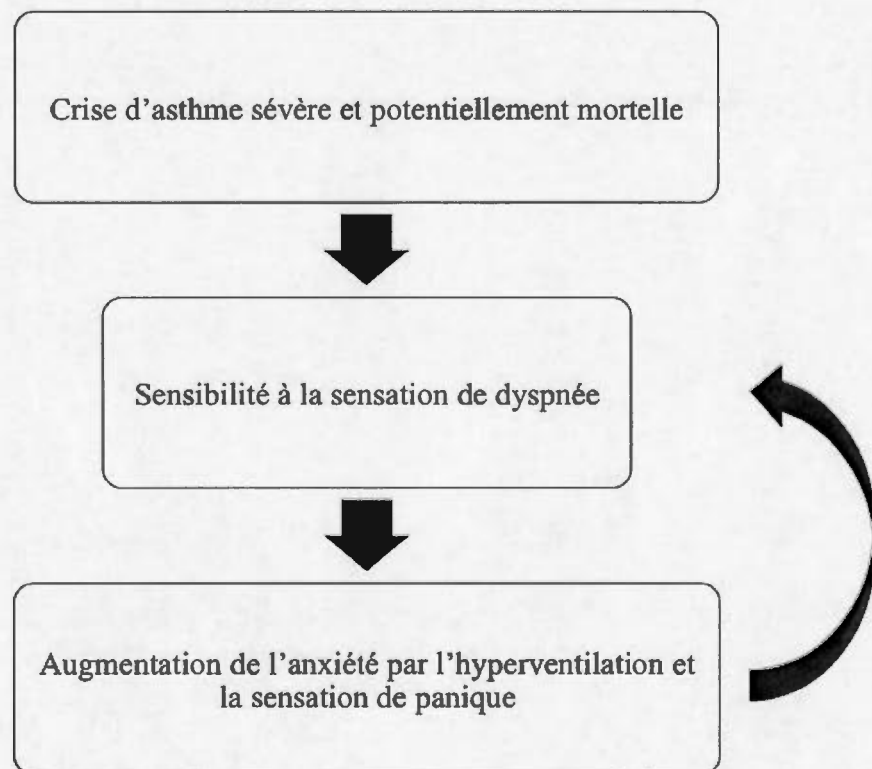 Crise d'asthme sévère et potentiellement mortelle
Sensibilité à la sensation de dyspnée
Augmentation de l'anxiété par l'hyperventilation et
la sensation de panique